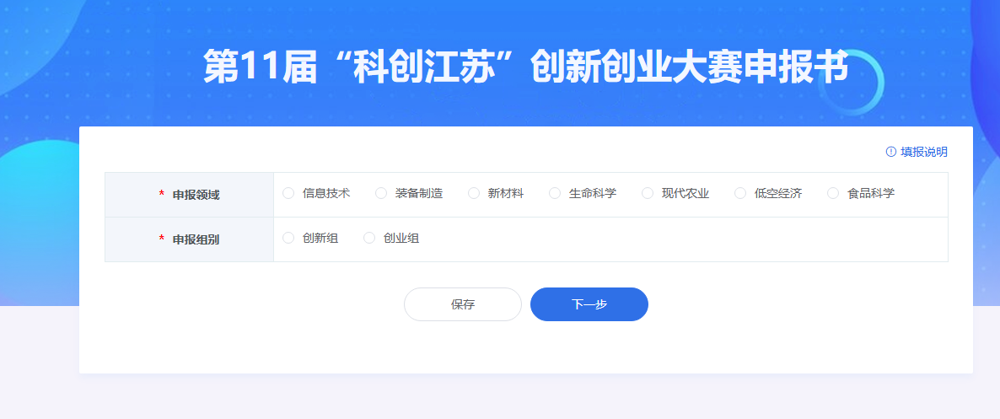 第11届“科创江苏”创新创业大赛申报书
填报说明
* 申报领域 信息技术 装备制造 新材料 生命科学 现代农业 低空经济 食品科学
* 申报组别 创新组 创业组
保存 下一步